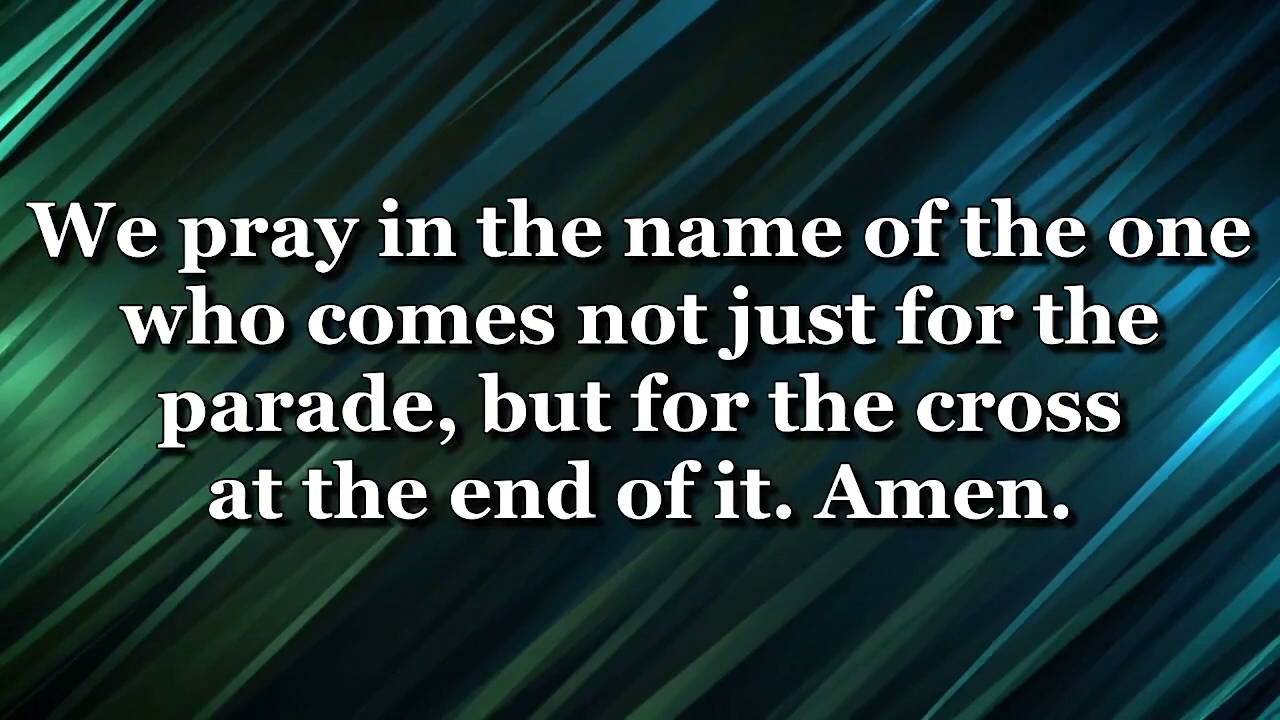 We pray in the name of the one
who comes not just for the
parade, but for the cross
at the end of it. Amen.